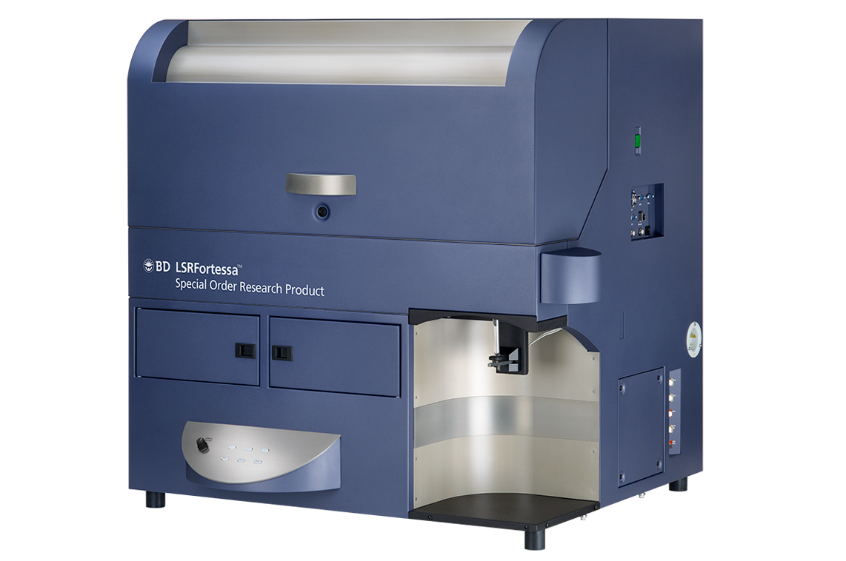 BD LSRFortessa™
Special Order Research Product